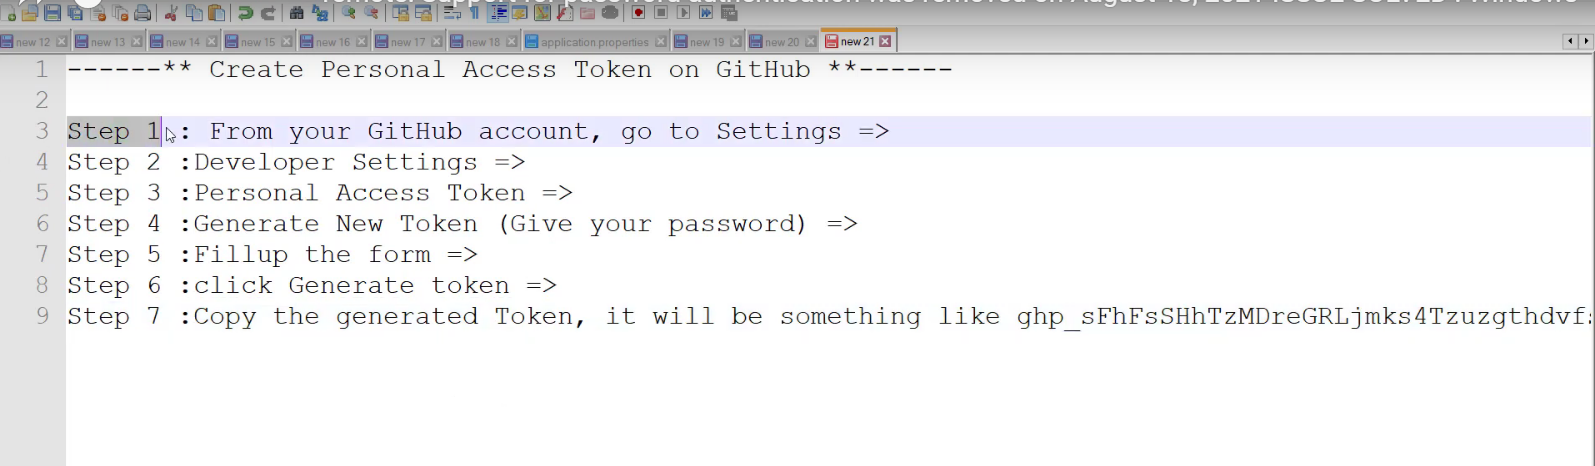 new 12 new 13 new 14 new 15 new 16 new 17 new 18 application properties new 19 new 20 new 21
1 ------** Create Personal Access Token on GitHub **------
2
3 Step 1 : From your GitHub account, go to Settings =>
4 Step 2 :Developer Settings =>
5 Step 3 :Personal Access Token =>
6 Step 4 :Generate New Token (Give your password) =>
7 Step 5 :Fillup the form =>
8 Step 6 :click Generate token =>
9 Step 7 :Copy the generated Token, it will be something like ghp_sFhFsSHhTzMDreGRLjmks4Tzuzgthdvf